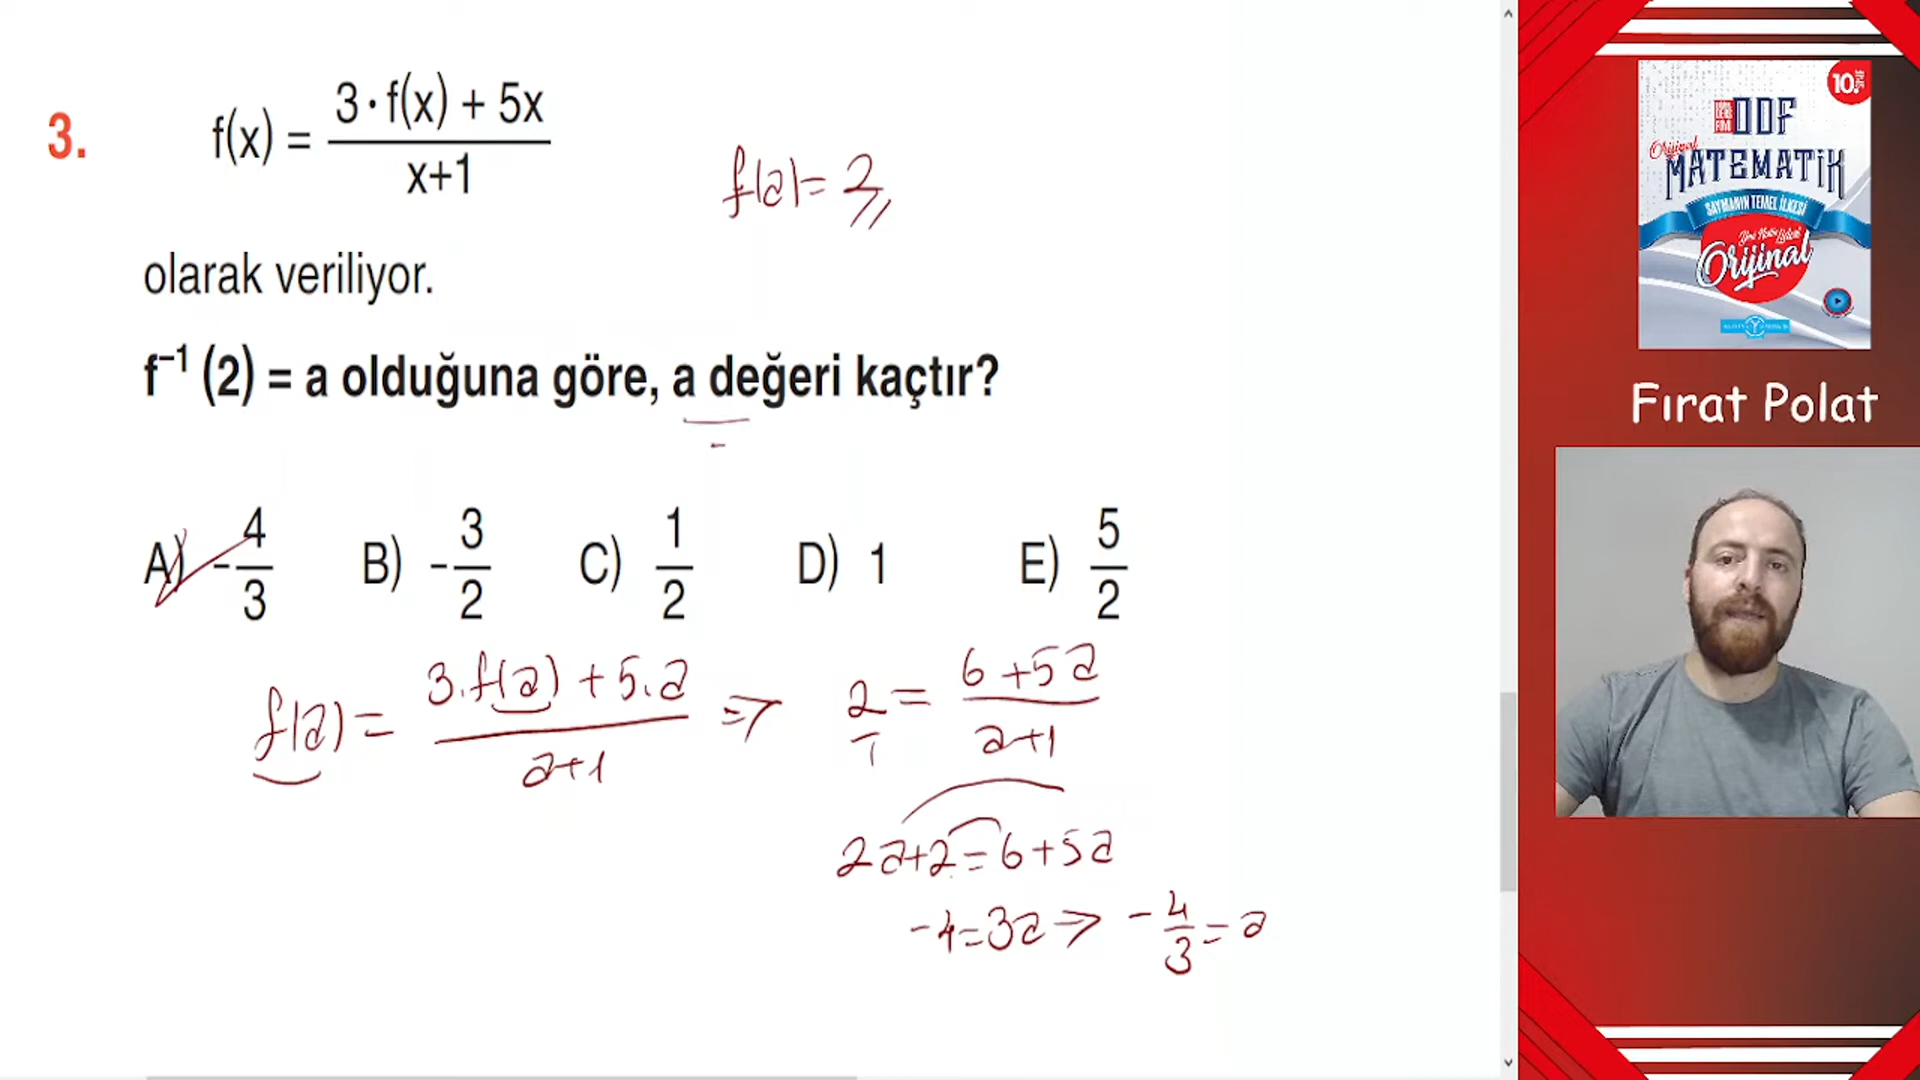 3.
f(x) = (3·f(x) + 5x)/(x+1)
f(a) = 2
olarak veriliyor.
f⁻¹ (2) = a olduğuna göre, a değeri kaçtır?
A) -4/3 B) -3/2 C) 1/2 D) 1 E) 5/2
f(a) = (3.f(a) + 5.a)/(a+1) ⇒ 2/1 = (6+5a)/(a+1)
2a+2=6+5a
-4=3a ⇒ -4/3 = a
10.
ODF
Orijinal
MATEMATİK
SAYMANIN TEMEL İLKESİ
Orijinal
Fırat Polat